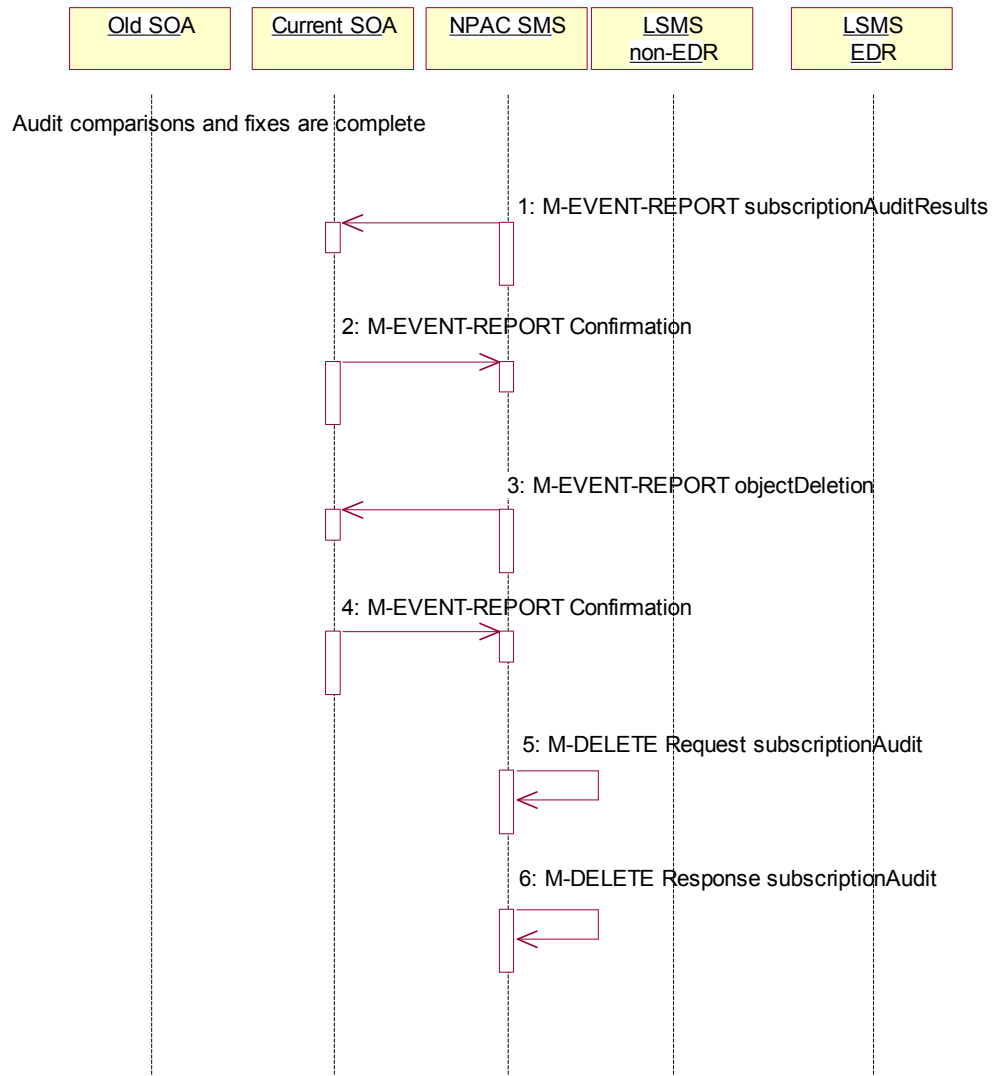 Old SOA
Current SOA
NPAC SMS
LSMS
non-EDR
LSMS
EDR
Audit comparisons and fixes are complete
1: M-EVENT-REPORT subscriptionAuditResults
2: M-EVENT-REPORT Confirmation
3: M-EVENT-REPORT objectDeletion
4: M-EVENT-REPORT Confirmation
5: M-DELETE Request subscriptionAudit
6: M-DELETE Response subscriptionAudit